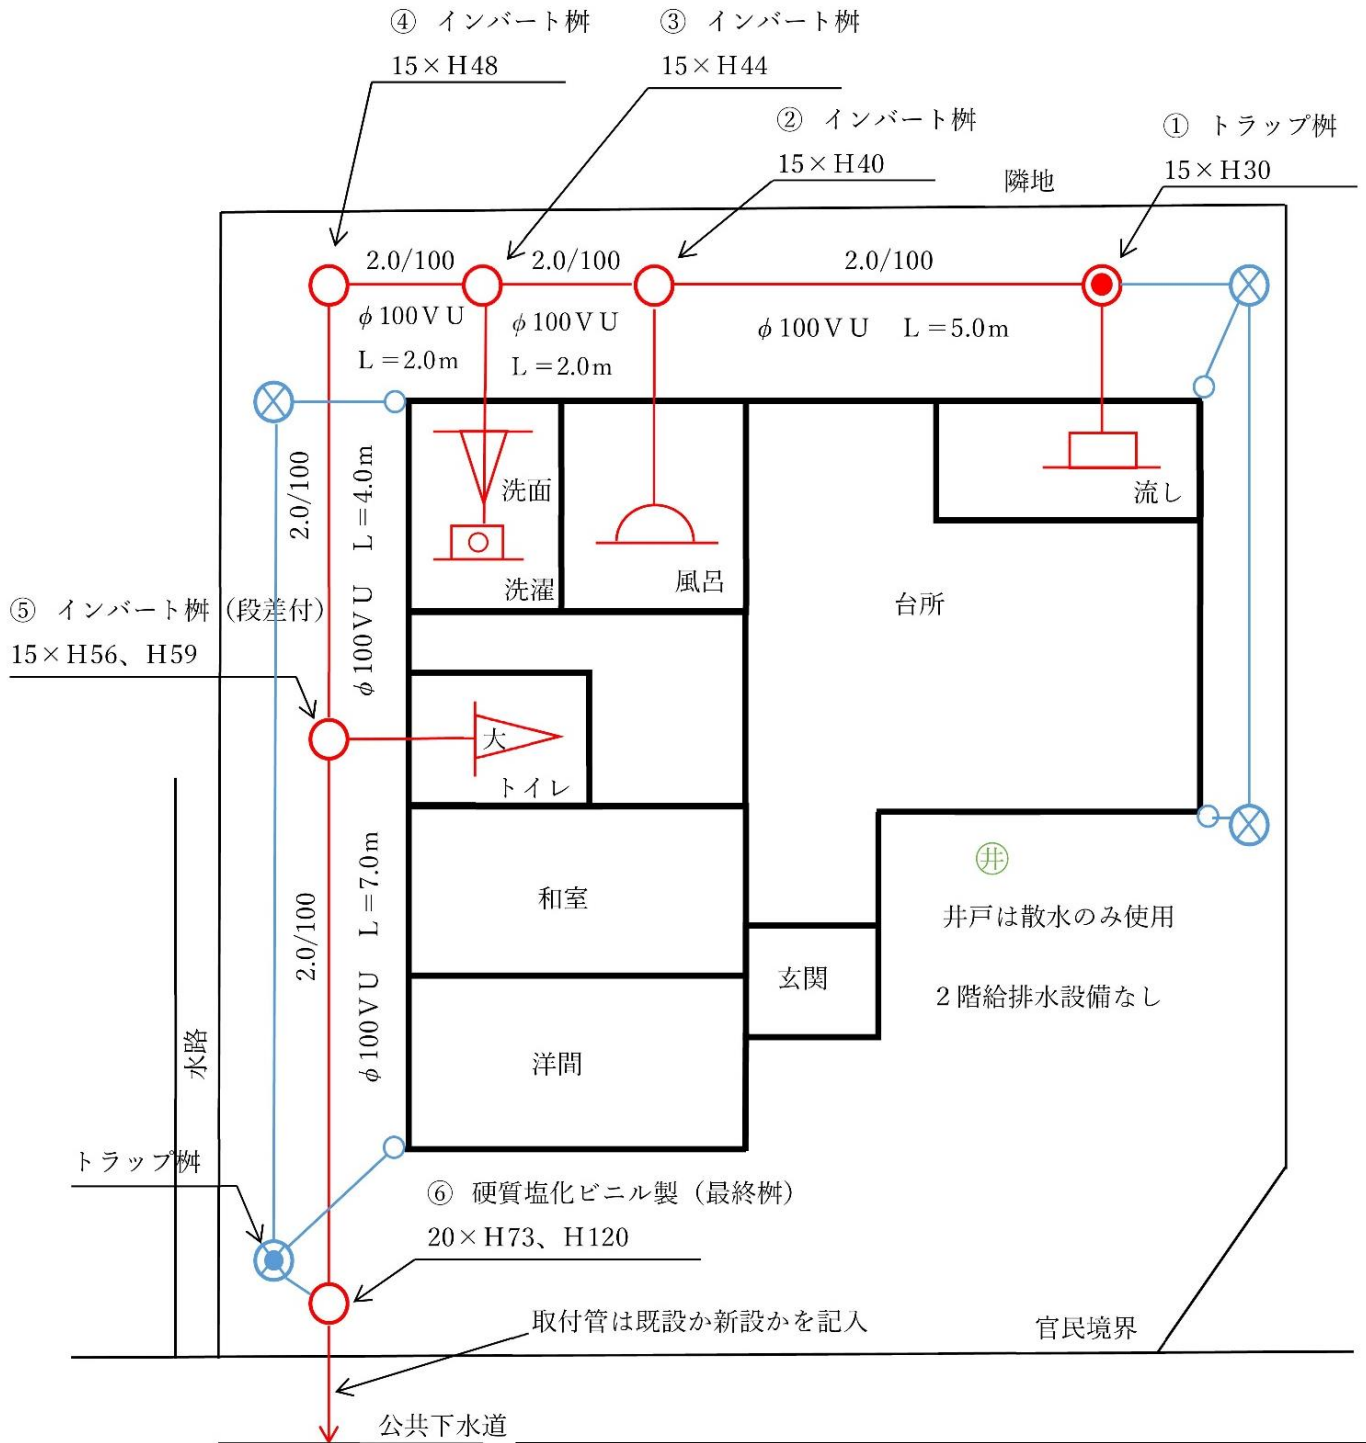 ④ インバート桝
15×H48
③ インバート桝
15×H44
② インバート桝
15×H40
① トラップ桝
15×H30
隣地
2.0/100
2.0/100
2.0/100
φ100VU
L=2.0m
φ100VU
L=2.0m
φ100VU L=5.0m
洗面
洗濯
風呂
流し
台所
2.0/100
φ100VU L=4.0m
⑤ インバート桝(段差付)
15×H56、H59
大
トイレ
和室
井
井戸は散水のみ使用
2.0/100
φ100VU L=7.0m
玄関
2階給排水設備なし
洋間
水路
トラップ桝
⑥ 硬質塩化ビニル製(最終桝)
20×H73、H120
取付管は既設か新設かを記入
官民境界
公共下水道